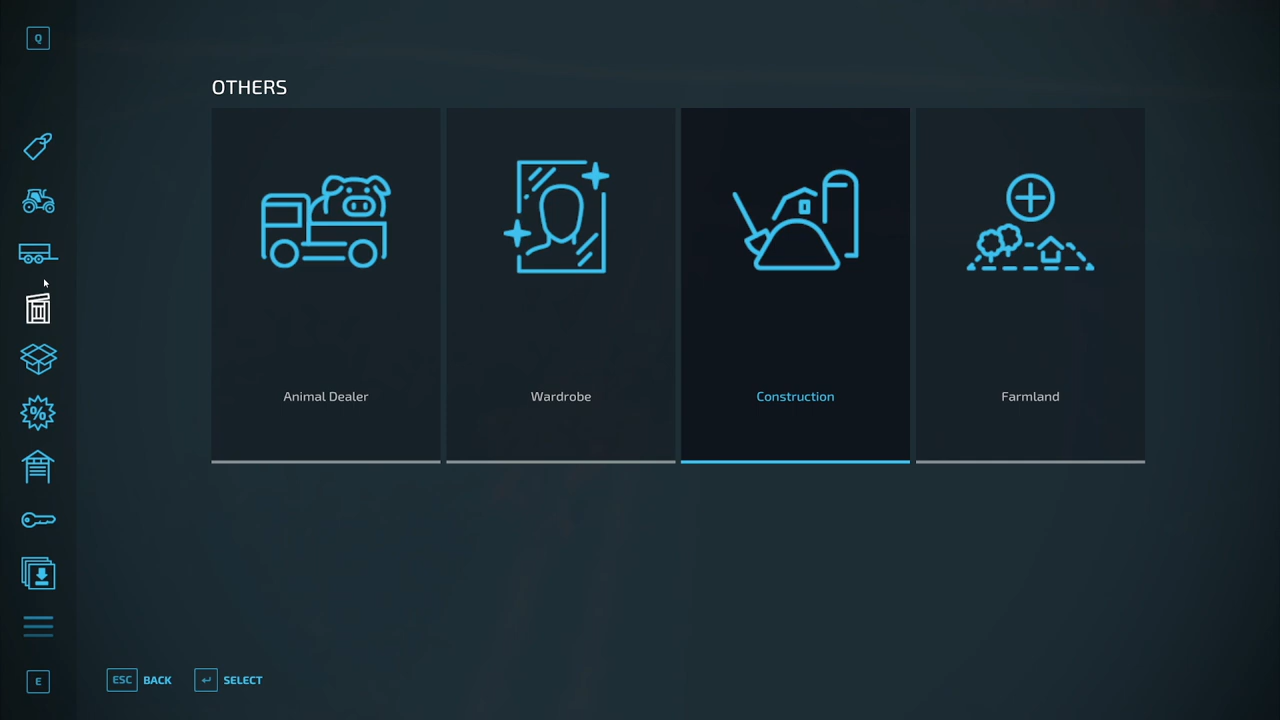 Q
OTHERS
Animal Dealer
Wardrobe
Construction
Farmland
%
E
ESC BACK
SELECT